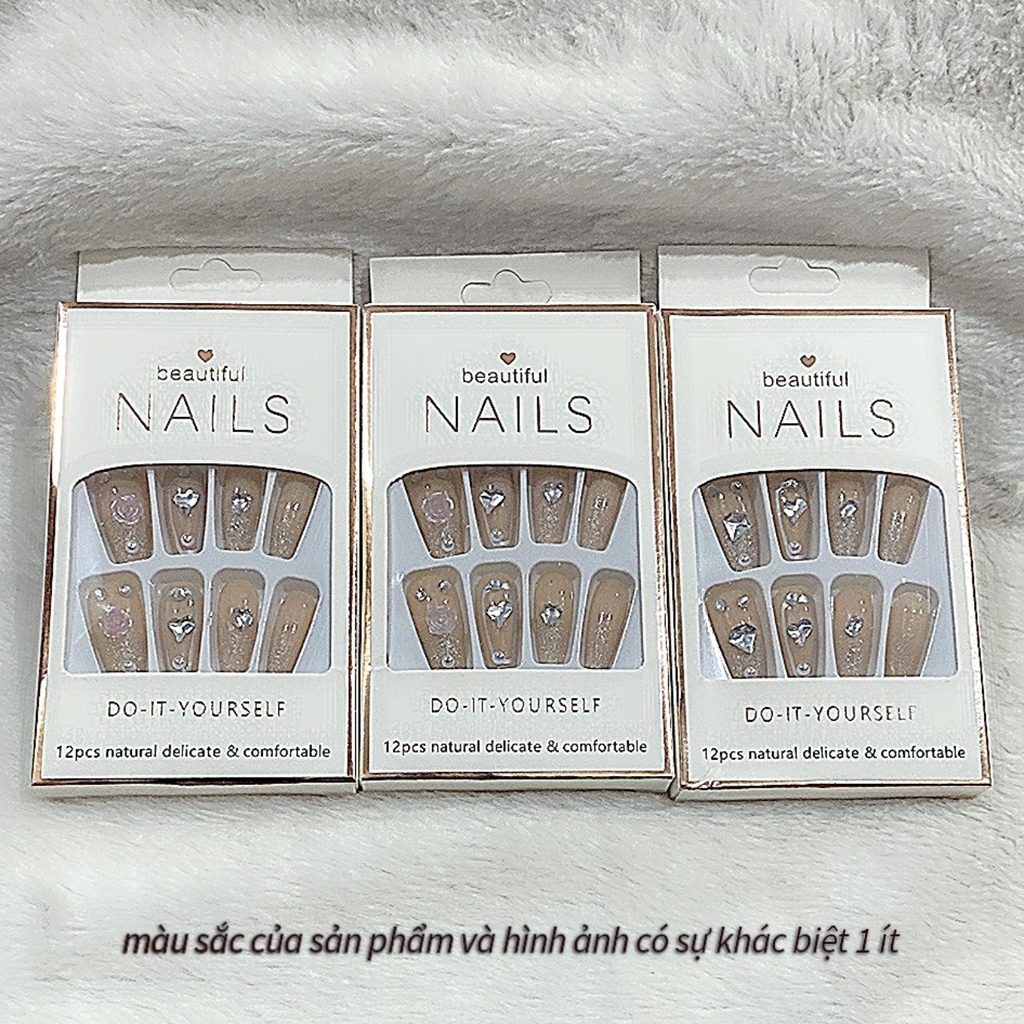 beautiful
NAILS
DO-IT-YOURSELF
12pcs natural delicate & comfortable
beautiful
NAILS
DO-IT-YOURSELF
12pcs natural delicate & comfortable
beautiful
NAILS
DO-IT-YOURSELF
12pcs natural delicate & comfortable
màu sắc của sản phẩm và hình ảnh có sự khác biệt 1 ít